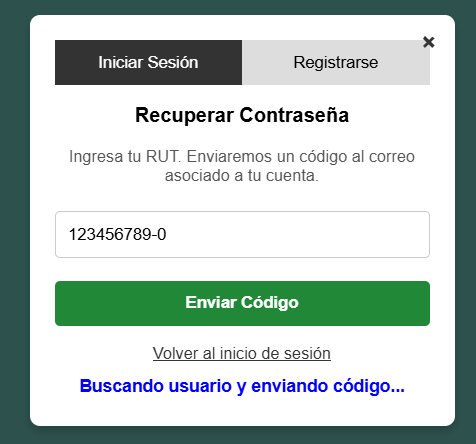 ×
Iniciar Sesión Registrarse
Recuperar Contraseña
Ingresa tu RUT. Enviaremos un código al correo
asociado a tu cuenta.
123456789-0
Enviar Código
Volver al inicio de sesión
Buscando usuario y enviando código...